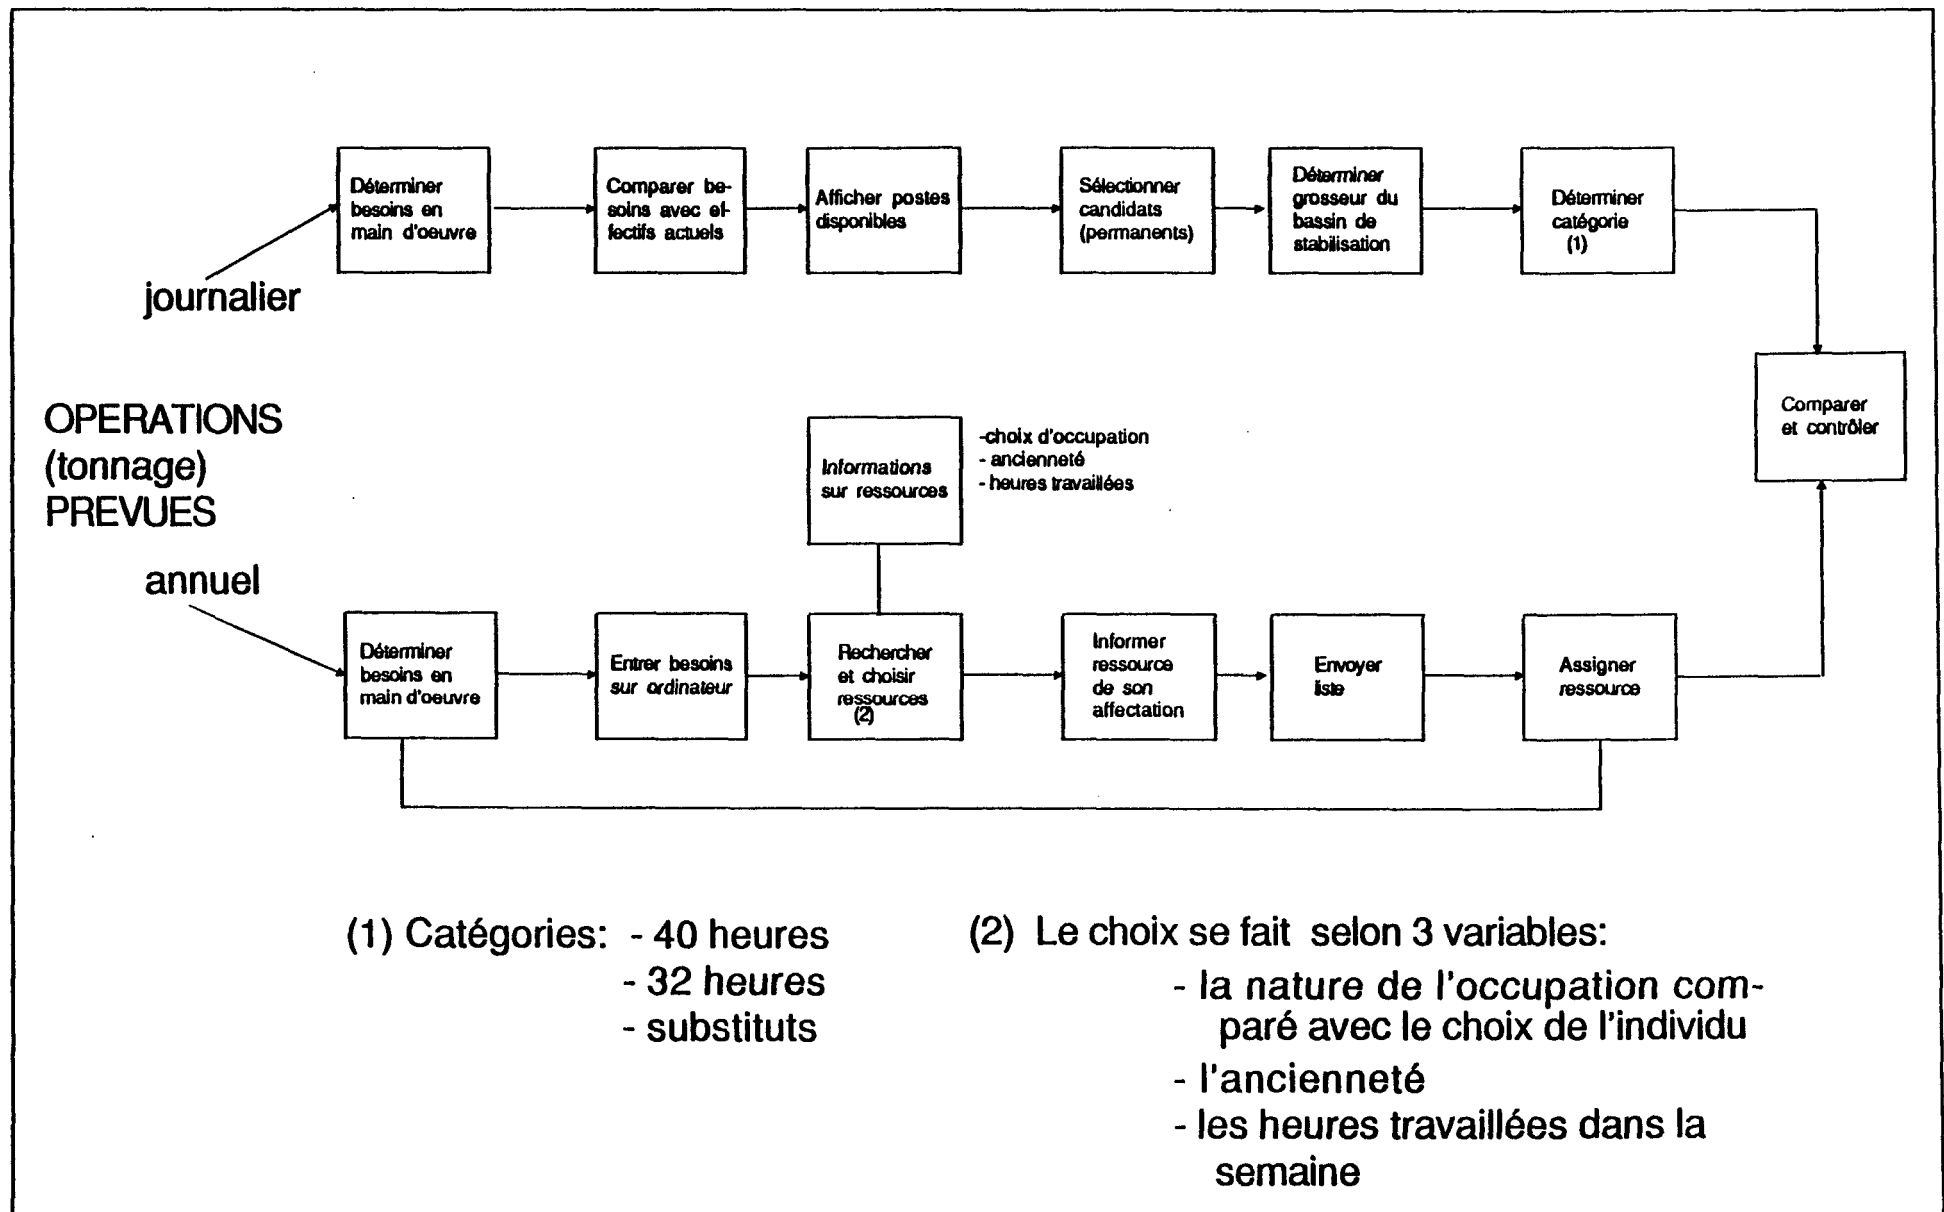 Déterminer
besoins en
main d'oeuvre
Comparer be-
soins avec ef-
fectifs actuels
Afficher postes
disponibles
Sélectionner
candidats
(permanents)
Déterminer
grosseur du
bassin de
stabilisation
Déterminer
catégorie
(1)
journalier
Comparer
et contrôler
OPERATIONS
(tonnage)
PREVUES
Informations
sur ressources
-choix d'occupation
- ancienneté
- heures travaillées
annuel
Déterminer
besoins en
main d'oeuvre
Entrer besoins
sur ordinateur
Rechercher
et choisir
ressources
(2)
Informer
ressource
de son
affectation
Envoyer
liste
Assigner
ressource
(1) Catégories: - 40 heures
- 32 heures
- substituts
(2) Le choix se fait selon 3 variables:
- la nature de l'occupation com-
paré avec le choix de l'individu
- l'ancienneté
- les heures travaillées dans la
semaine